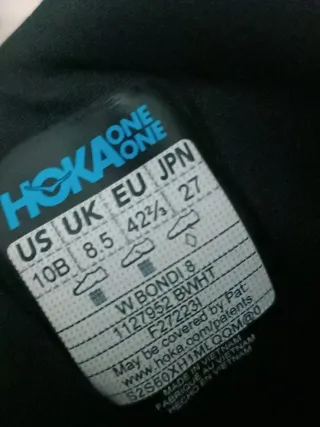 HOKA ONE ONE
US UK EU JPN
10B 8.5 42⅔ 27
W BONDI 8
1127952 BWHT
F27223I
May be covered by Pat
www.hoka.com/patents
MADE IN VIETNAM
FABRIQUÉ AU VIETNAM
HECHO EN VIETNAM